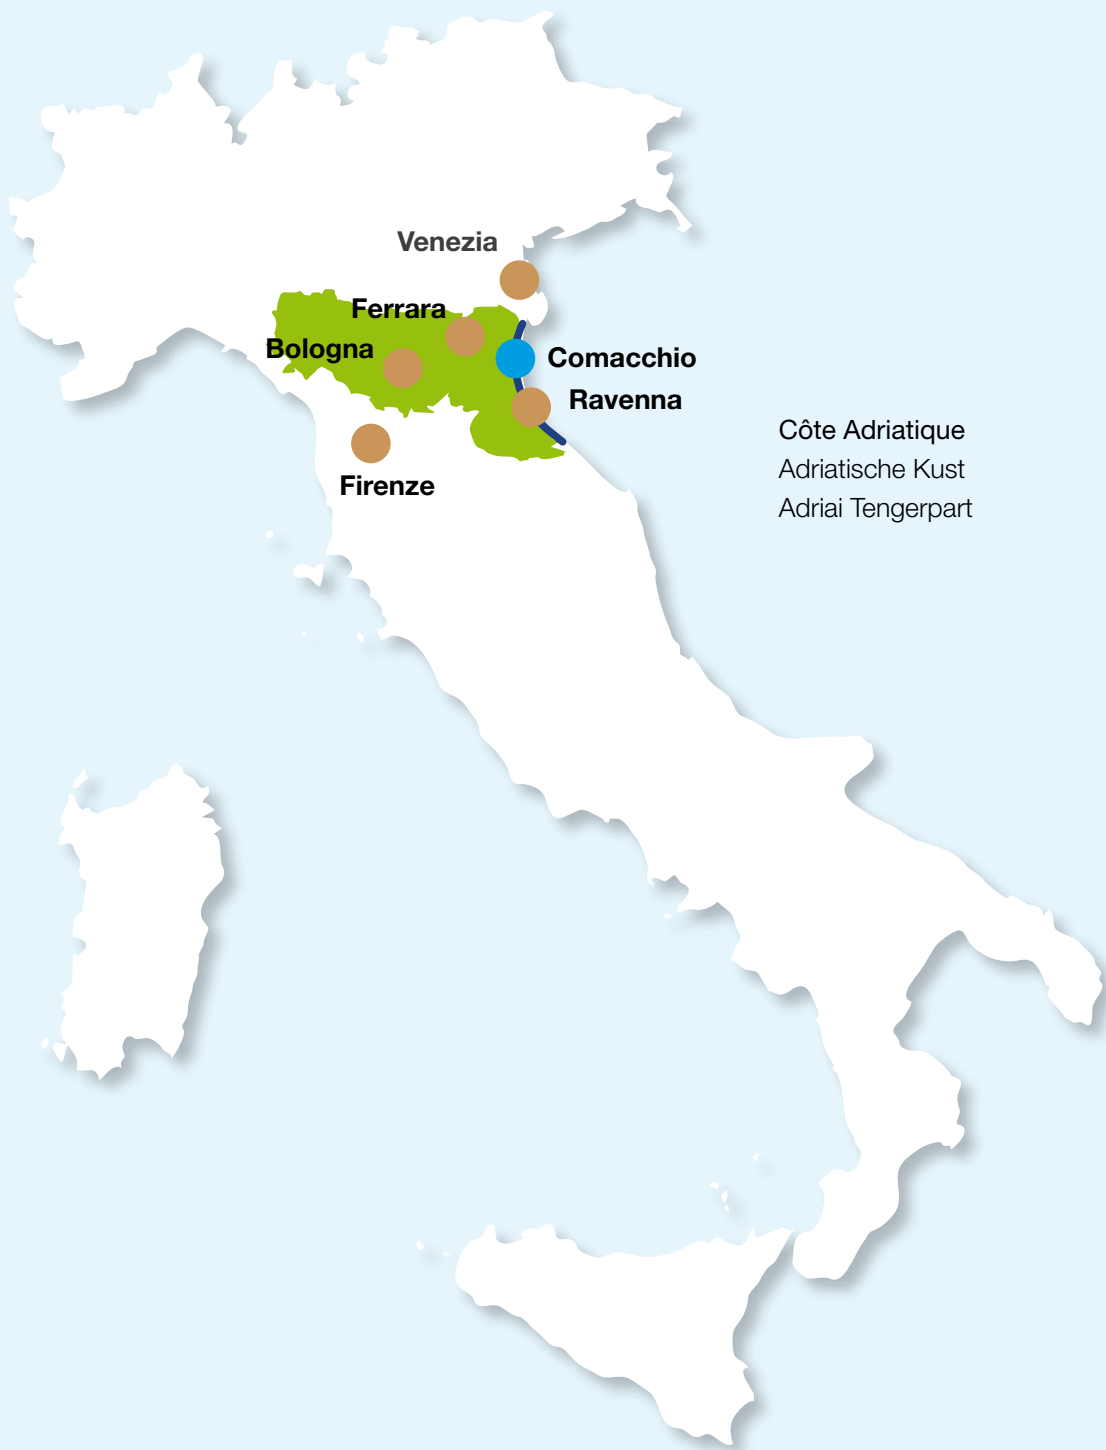 Venezia
Ferrara
Bologna
Comacchio
Ravenna
Firenze
Côte Adriatique
Adriatische Kust
Adriai Tengerpart